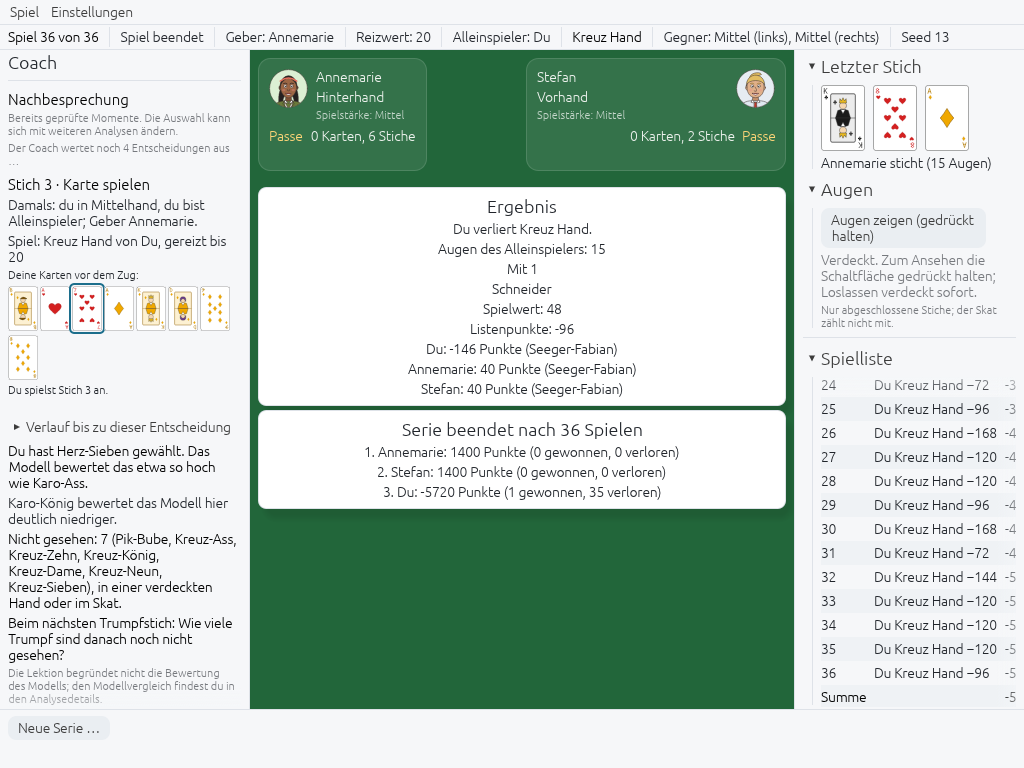 Spiel Einstellungen
Spiel 36 von 36 Spiel beendet Geber: Annemarie Reizwert: 20 Alleinspieler: Du Kreuz Hand Gegner: Mittel (links), Mittel (rechts) Seed 13
Coach
Nachbesprechung
Bereits geprüfte Momente. Die Auswahl kann
sich mit weiteren Analysen ändern.
Der Coach wertet noch 4 Entscheidungen aus
…
Stich 3 · Karte spielen
Damals: du in Mittelhand, du bist
Alleinspieler; Geber Annemarie.
Spiel: Kreuz Hand von Du, gereizt bis
20
Deine Karten vor dem Zug:
Du spielst Stich 3 an.
Verlauf bis zu dieser Entscheidung
Du hast Herz-Sieben gewählt. Das
Modell bewertet das etwa so hoch
wie Karo-Ass.
Karo-König bewertet das Modell hier
deutlich niedriger.
Nicht gesehen: 7 (Pik-Bube, Kreuz-Ass,
Kreuz-Zehn, Kreuz-König,
Kreuz-Dame, Kreuz-Neun,
Kreuz-Sieben), in einer verdeckten
Hand oder im Skat.
Beim nächsten Trumpfstich: Wie viele
Trumpf sind danach noch nicht
gesehen?
Die Lektion begründet nicht die Bewertung
des Modells; den Modellvergleich findest du in
den Analysedetails.
Annemarie
Hinterhand
Spielstärke: Mittel
Passe 0 Karten, 6 Stiche
Stefan
Vorhand
Spielstärke: Mittel
0 Karten, 2 Stiche Passe
Ergebnis
Du verliert Kreuz Hand.
Augen des Alleinspielers: 15
Mit 1
Schneider
Spielwert: 48
Listenpunkte: -96
Du: -146 Punkte (Seeger-Fabian)
Annemarie: 40 Punkte (Seeger-Fabian)
Stefan: 40 Punkte (Seeger-Fabian)
Serie beendet nach 36 Spielen
1. Annemarie: 1400 Punkte (0 gewonnen, 0 verloren)
2. Stefan: 1400 Punkte (0 gewonnen, 0 verloren)
3. Du: -5720 Punkte (1 gewonnen, 35 verloren)
Letzter Stich
K 8 A
Annemarie sticht (15 Augen)
Augen
Augen zeigen (gedrückt
halten)
Verdeckt. Zum Ansehen die
Schaltfläche gedrückt halten;
Loslassen verdeckt sofort.
Nur abgeschlossene Stiche; der Skat
zählt nicht mit.
Spielliste
24 Du Kreuz Hand −72 -3
25 Du Kreuz Hand −96 -3
26 Du Kreuz Hand −168 -4
27 Du Kreuz Hand −120 -4
28 Du Kreuz Hand −120 -4
29 Du Kreuz Hand −96 -4
30 Du Kreuz Hand −168 -4
31 Du Kreuz Hand −72 -4
32 Du Kreuz Hand −144 -5
33 Du Kreuz Hand −120 -5
34 Du Kreuz Hand −120 -5
35 Du Kreuz Hand −120 -5
36 Du Kreuz Hand −96 -5
Summe -5
Neue Serie …